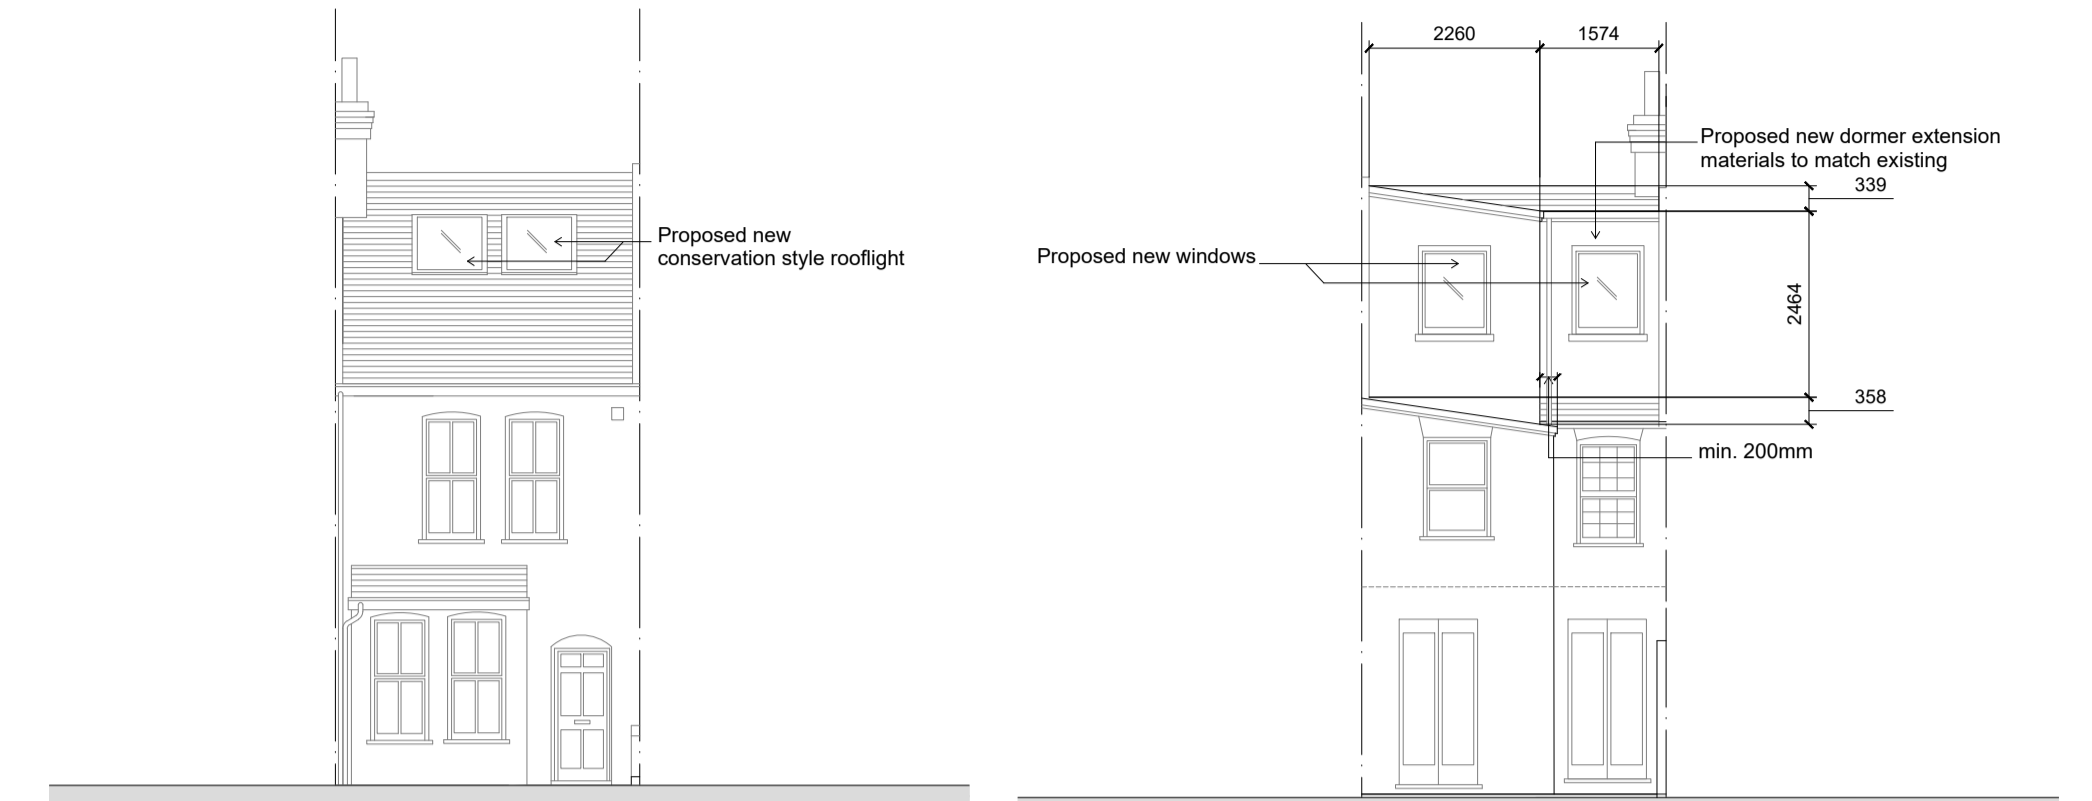 Proposed new
conservation style rooflight
2260
1574
Proposed new dormer extension
materials to match existing
339
Proposed new windows
2464
358
min. 200mm